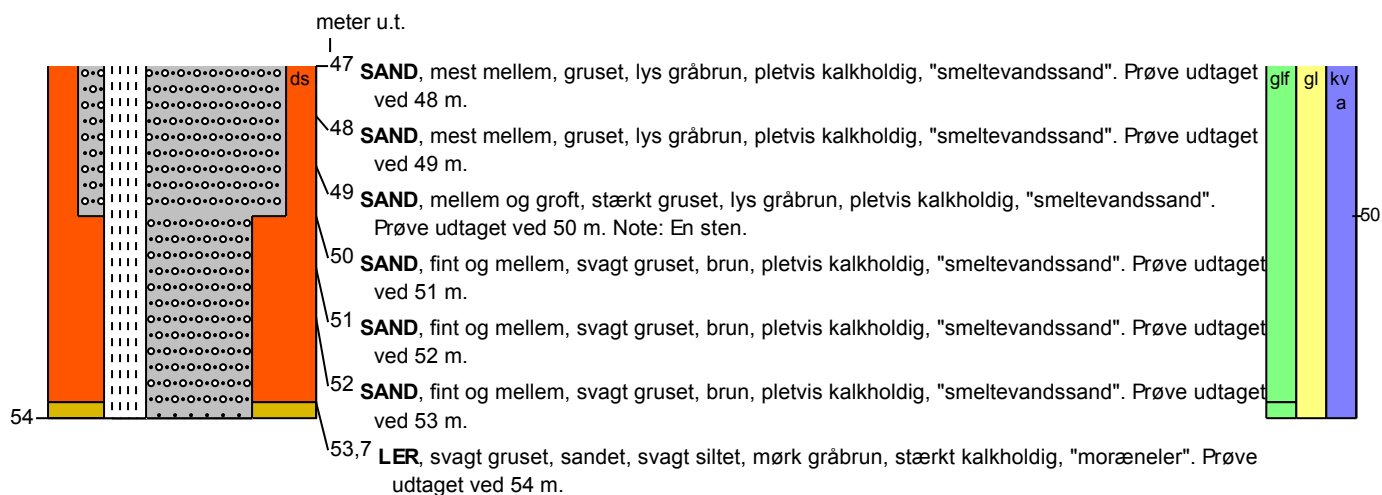 meter u.t.
47 SAND, mest mellem, gruset, lys gråbrun, pletvis kalkholdig, "smeltevandssand". Prøve udtaget
ved 48 m.
ds
glf gl kv
a
48 SAND, mest mellem, gruset, lys gråbrun, pletvis kalkholdig, "smeltevandssand". Prøve udtaget
ved 49 m.
49 SAND, mellem og groft, stærkt gruset, lys gråbrun, pletvis kalkholdig, "smeltevandssand".
Prøve udtaget ved 50 m. Note: En sten.
50
50 SAND, fint og mellem, svagt gruset, brun, pletvis kalkholdig, "smeltevandssand". Prøve udtaget
ved 51 m.
51 SAND, fint og mellem, svagt gruset, brun, pletvis kalkholdig, "smeltevandssand". Prøve udtaget
ved 52 m.
52 SAND, fint og mellem, svagt gruset, brun, pletvis kalkholdig, "smeltevandssand". Prøve udtaget
ved 53 m.
54
53,7 LER, svagt gruset, sandet, svagt siltet, mørk gråbrun, stærkt kalkholdig, "moræneler". Prøve
udtaget ved 54 m.